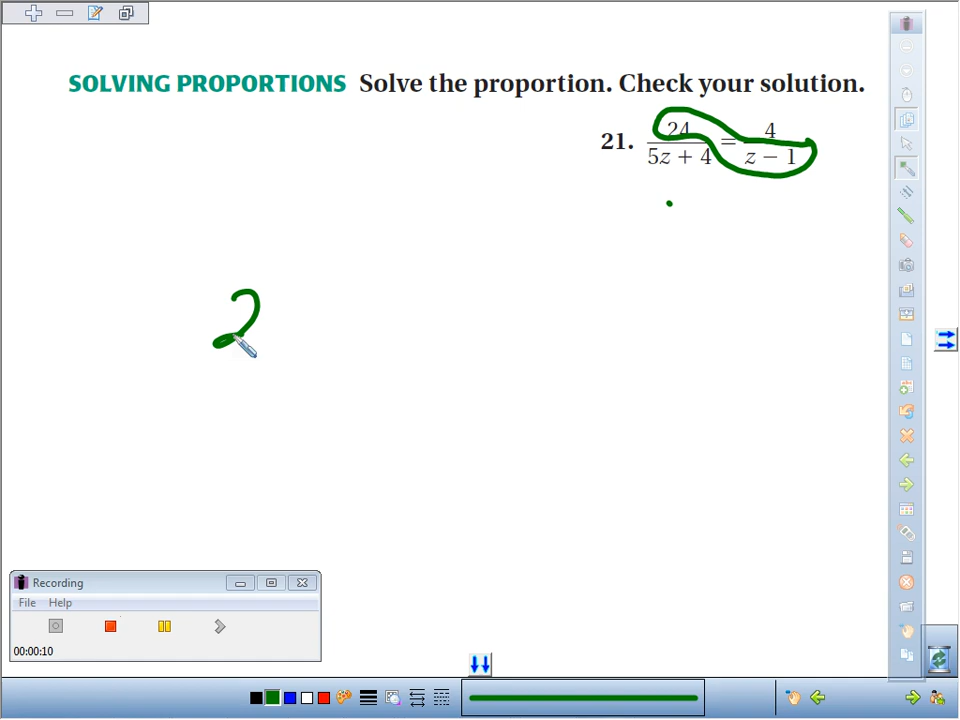 SOLVING PROPORTIONS Solve the proportion. Check your solution.
21. 24/(5z + 4) = 4/(z − 1)
2
Recording
File Help
00:00:10